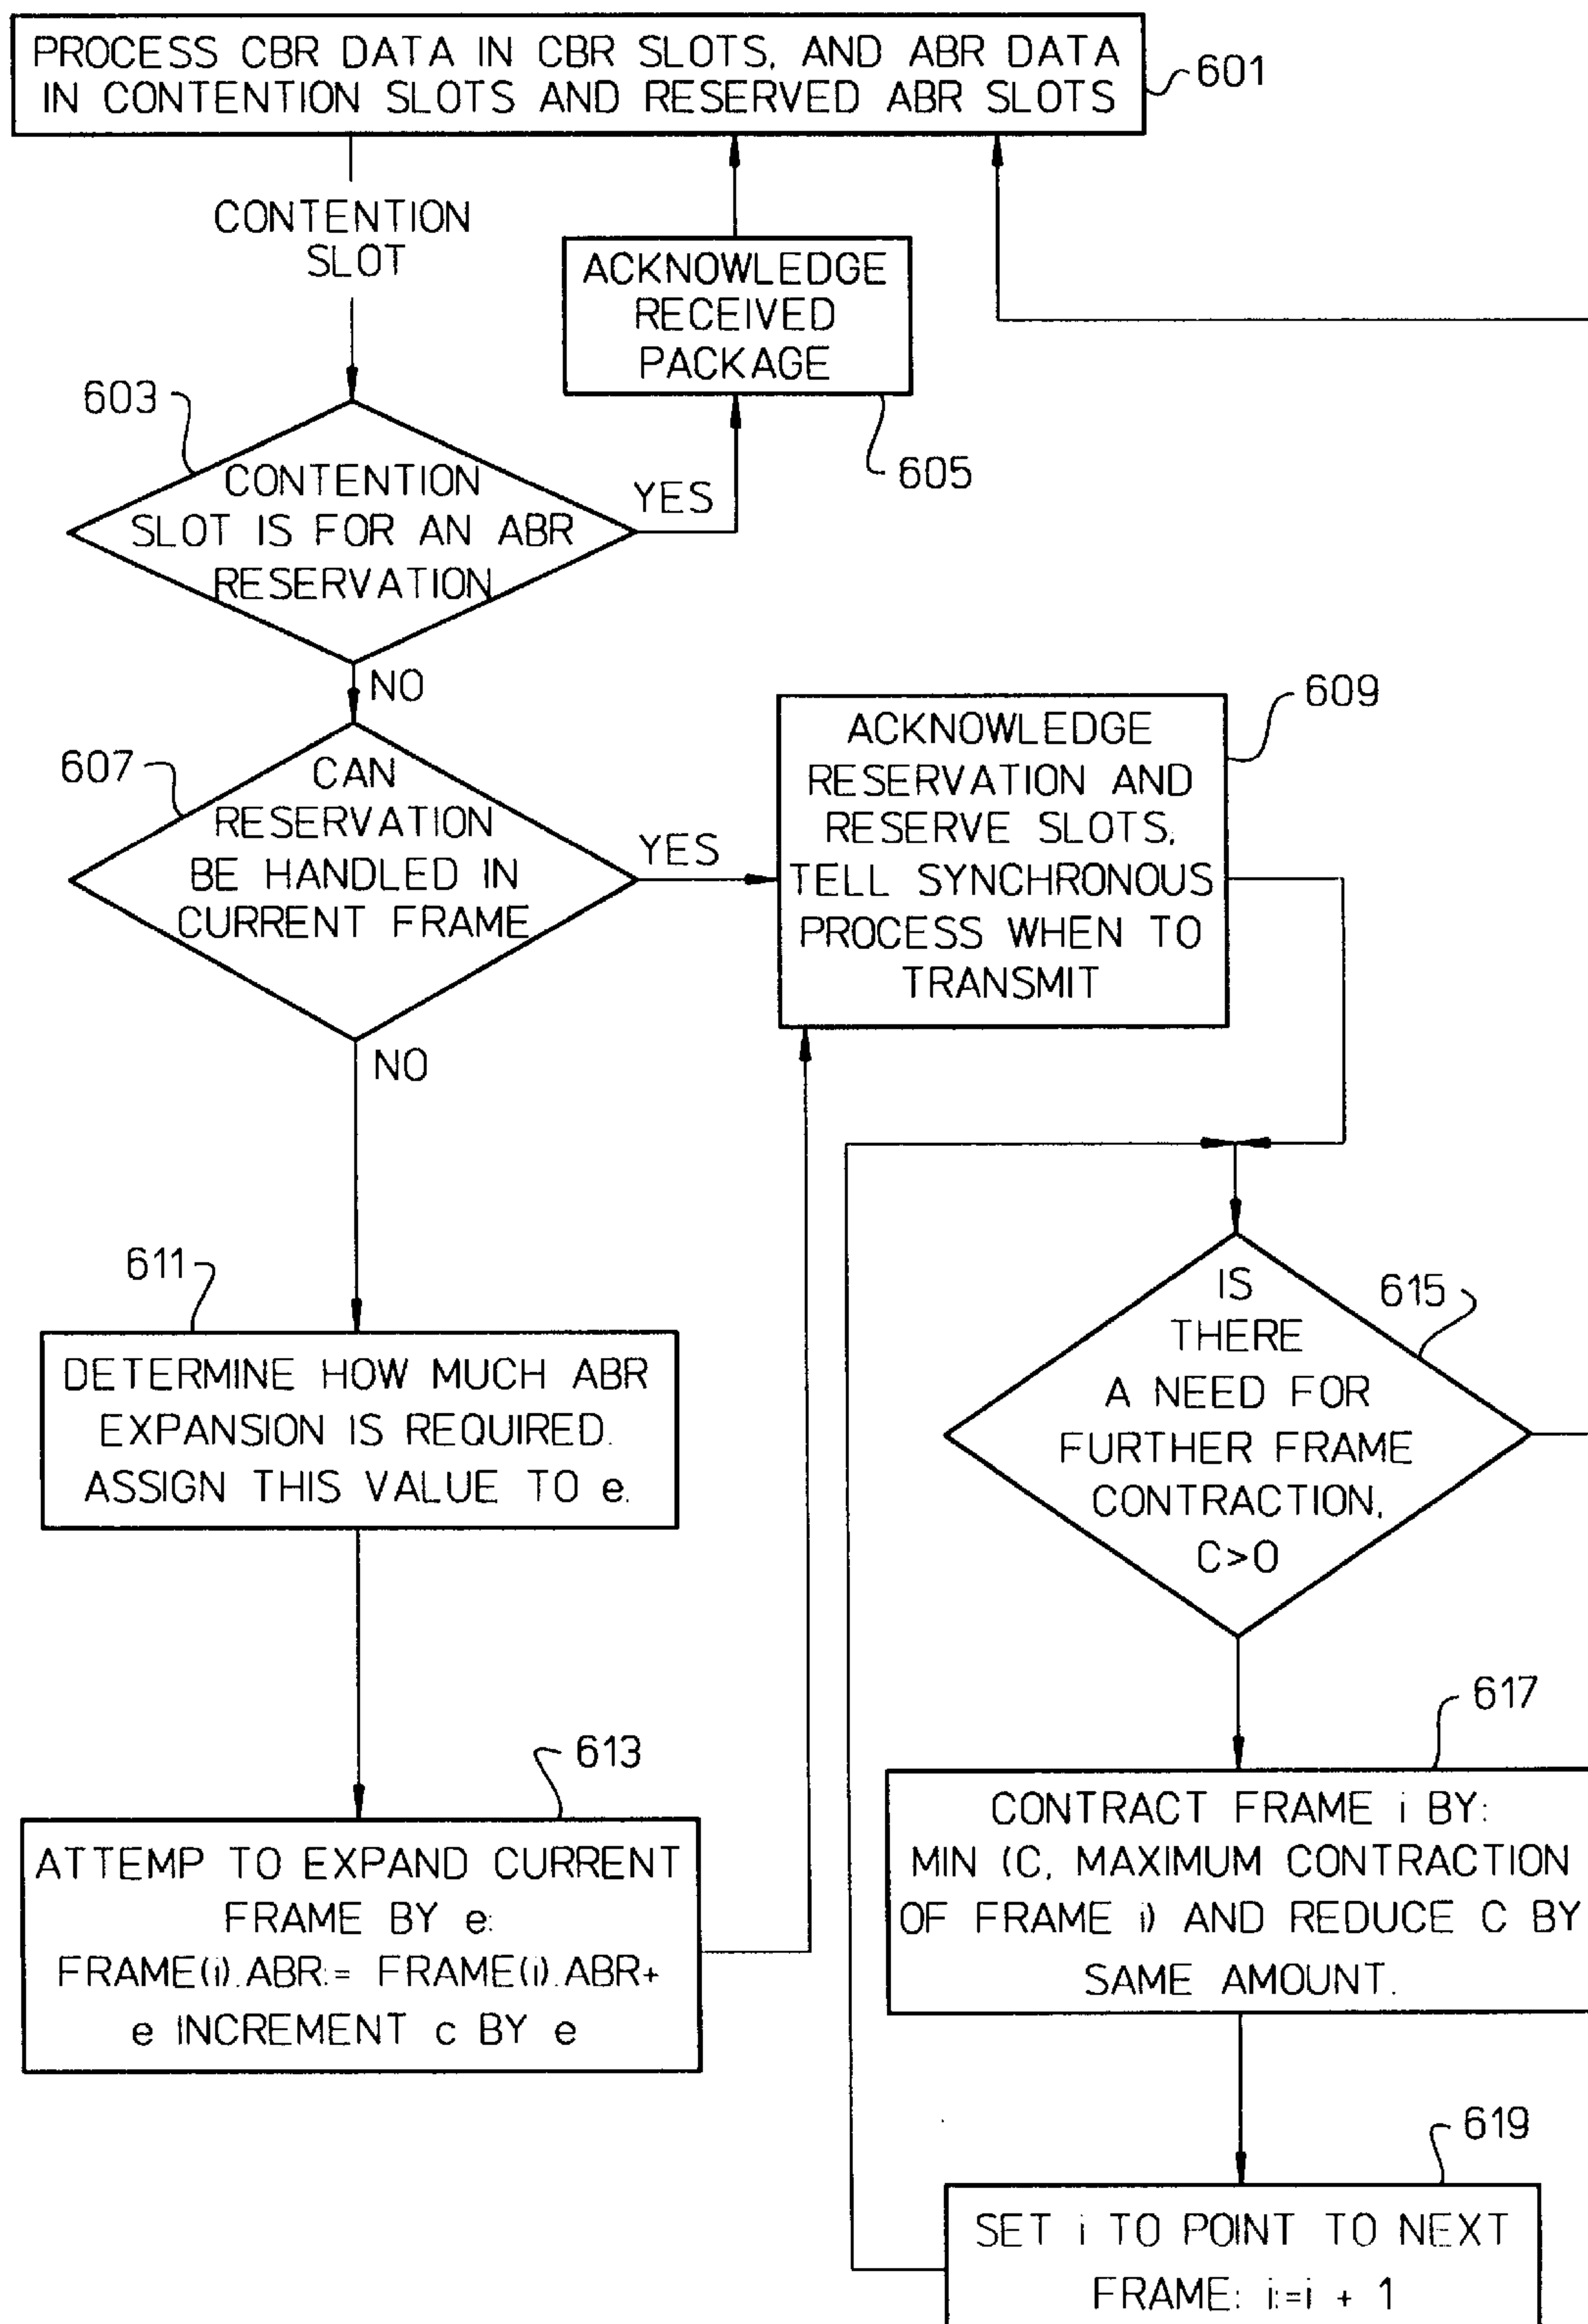 PROCESS CBR DATA IN CBR SLOTS, AND ABR DATA
IN CONTENTION SLOTS AND RESERVED ABR SLOTS
601
CONTENTION
SLOT
ACKNOWLEDGE
RECEIVED
PACKAGE
605
603
CONTENTION
SLOT IS FOR AN ABR
RESERVATION
YES
NO
607
CAN
RESERVATION
BE HANDLED IN
CURRENT FRAME
YES
NO
609
ACKNOWLEDGE
RESERVATION AND
RESERVE SLOTS,
TELL SYNCHRONOUS
PROCESS WHEN TO
TRANSMIT
611
DETERMINE HOW MUCH ABR
EXPANSION IS REQUIRED.
ASSIGN THIS VALUE TO e.
613
ATTEMP TO EXPAND CURRENT
FRAME BY e:
FRAME(i).ABR:= FRAME(i).ABR+
e INCREMENT c BY e
615
IS
THERE
A NEED FOR
FURTHER FRAME
CONTRACTION,
C>0
617
CONTRACT FRAME i BY:
MIN (C, MAXIMUM CONTRACTION
OF FRAME i) AND REDUCE C BY
SAME AMOUNT.
619
SET i TO POINT TO NEXT
FRAME: i:=i + 1